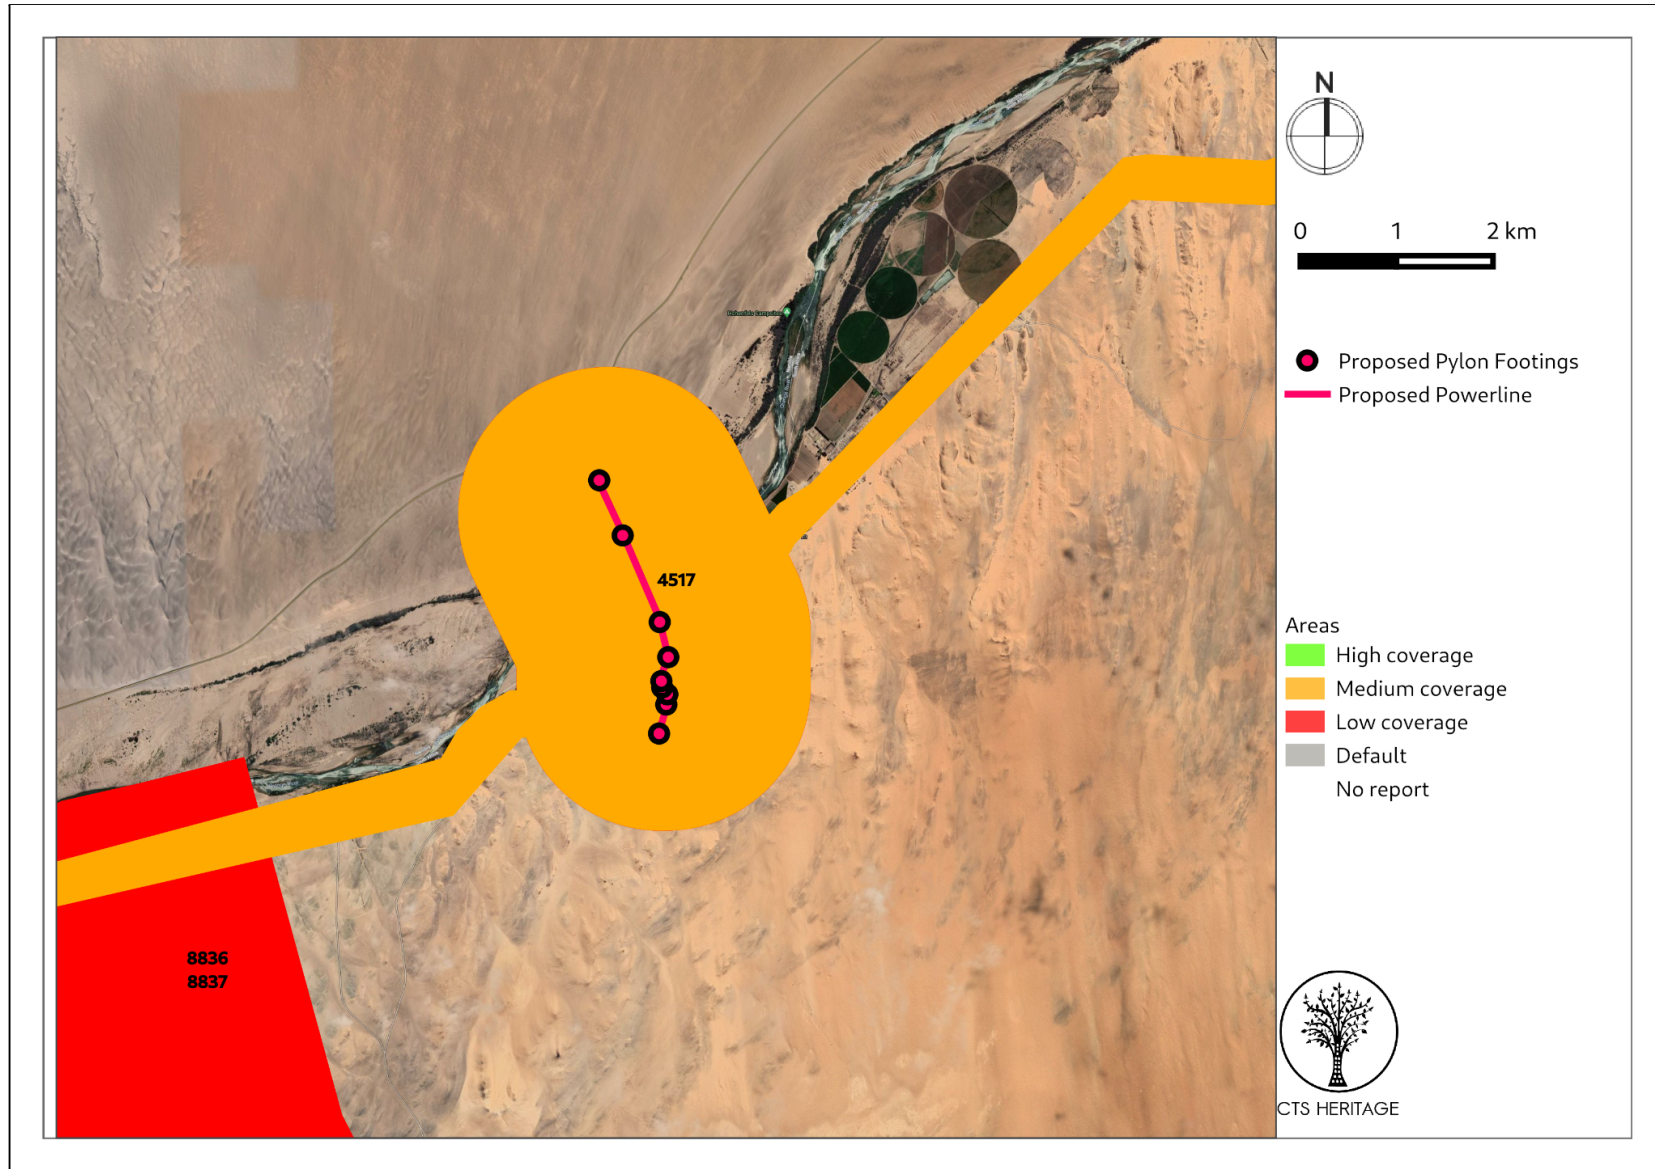 N
0 1 2 km
Proposed Pylon Footings
Proposed Powerline
4517
Areas
High coverage
Medium coverage
Low coverage
Default
No report
8836
8837
CTS HERITAGE